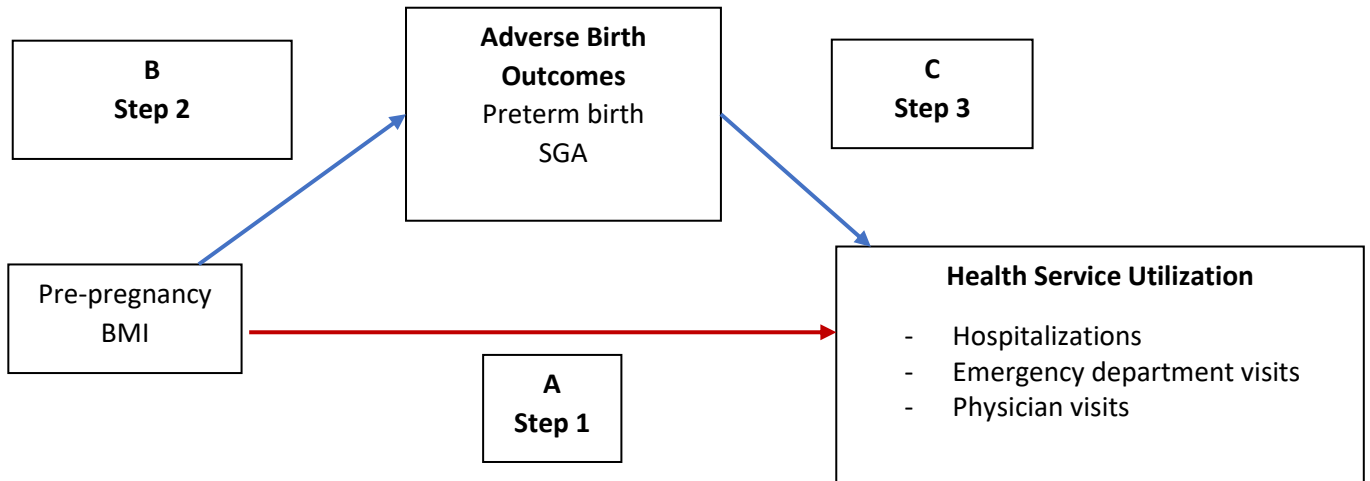 B
Step 2
Adverse Birth
Outcomes
Preterm birth
SGA
C
Step 3
Pre-pregnancy
BMI
A
Step 1
Health Service Utilization
- Hospitalizations
- Emergency department visits
- Physician visits